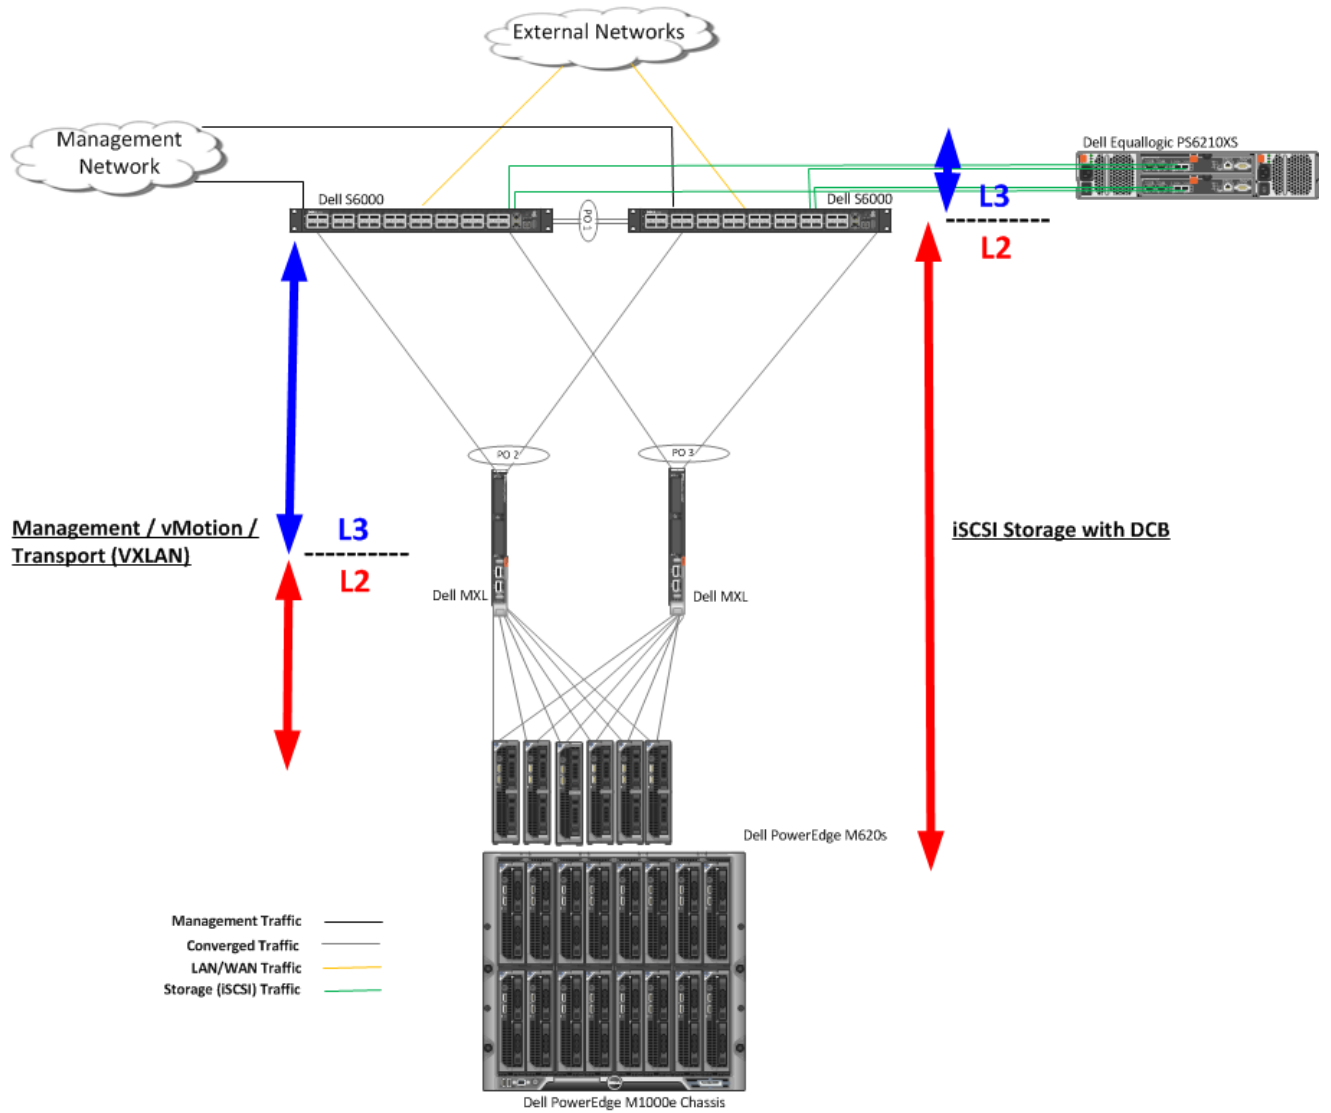 External Networks
Management
Network
Dell Equallogic PS6210XS
Dell S6000
PO 1
Dell S6000
L3
L2
PO 2
PO 3
Management / vMotion /
Transport (VXLAN)
L3
L2
iSCSI Storage with DCB
Dell MXL
Dell MXL
Dell PowerEdge M620s
Management Traffic
Converged Traffic
LAN/WAN Traffic
Storage (iSCSI) Traffic
Dell PowerEdge M1000e Chassis